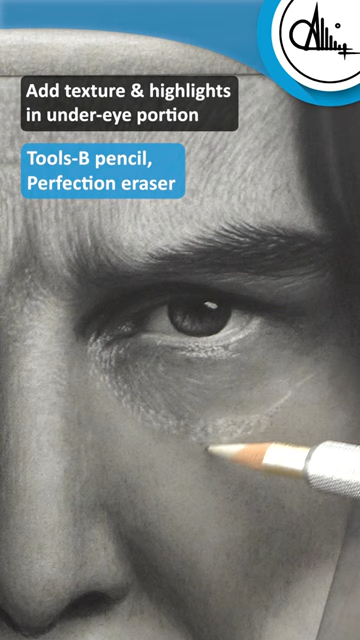 Add texture & highlights
in under-eye portion
Tools-B pencil,
Perfection eraser